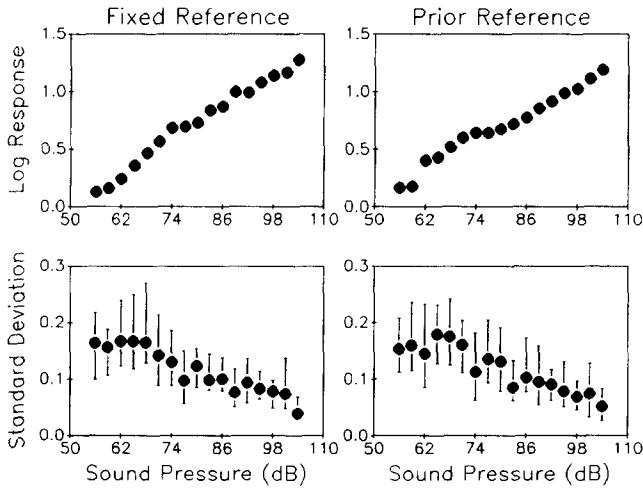 Fixed Reference
Prior Reference
Log Response
1.5
1.0
0.5
0.0
50 62 74 86 98 110
1.5
1.0
0.5
0.0
50 62 74 86 98 110
Standard Deviation
0.3
0.2
0.1
0.0
50 62 74 86 98 110
Sound Pressure (dB)
0.3
0.2
0.1
0.0
50 62 74 86 98 110
Sound Pressure (dB)